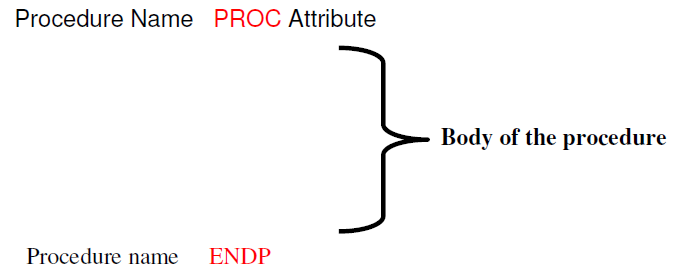 Procedure Name PROC Attribute
Body of the procedure
Procedure name ENDP